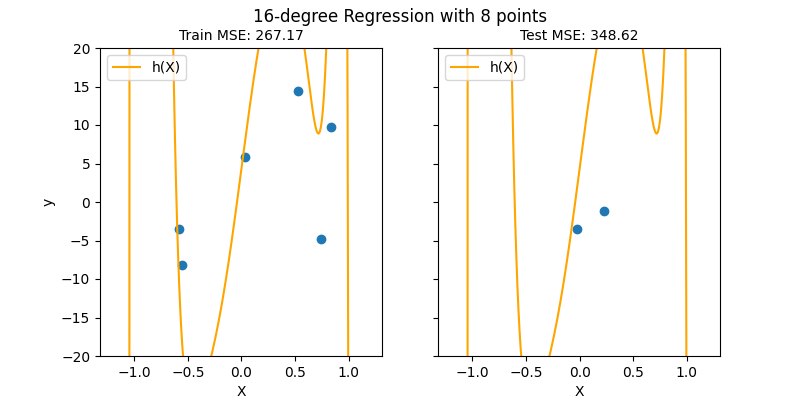 16-degree Regression with 8 points
Train MSE: 267.17
h(X)
20
15
10
5
0
−5
−10
−15
−20
y
−1.0 −0.5 0.0 0.5 1.0
X
Test MSE: 348.62
h(X)
−1.0 −0.5 0.0 0.5 1.0
X